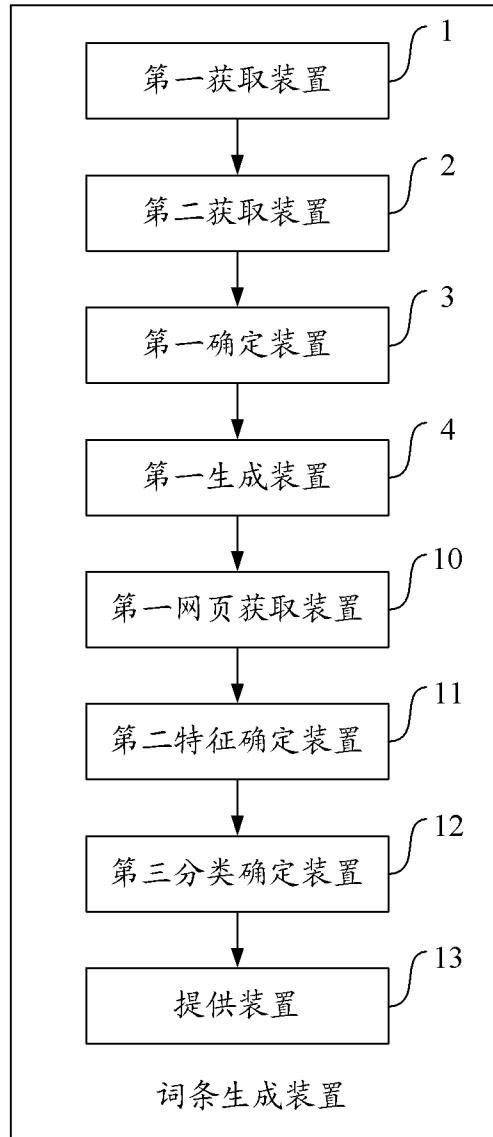 1
第一获取装置
2
第二获取装置
3
第一确定装置
4
第一生成装置
10
第一网页获取装置
11
第二特征确定装置
12
第三分类确定装置
13
提供装置
词条生成装置